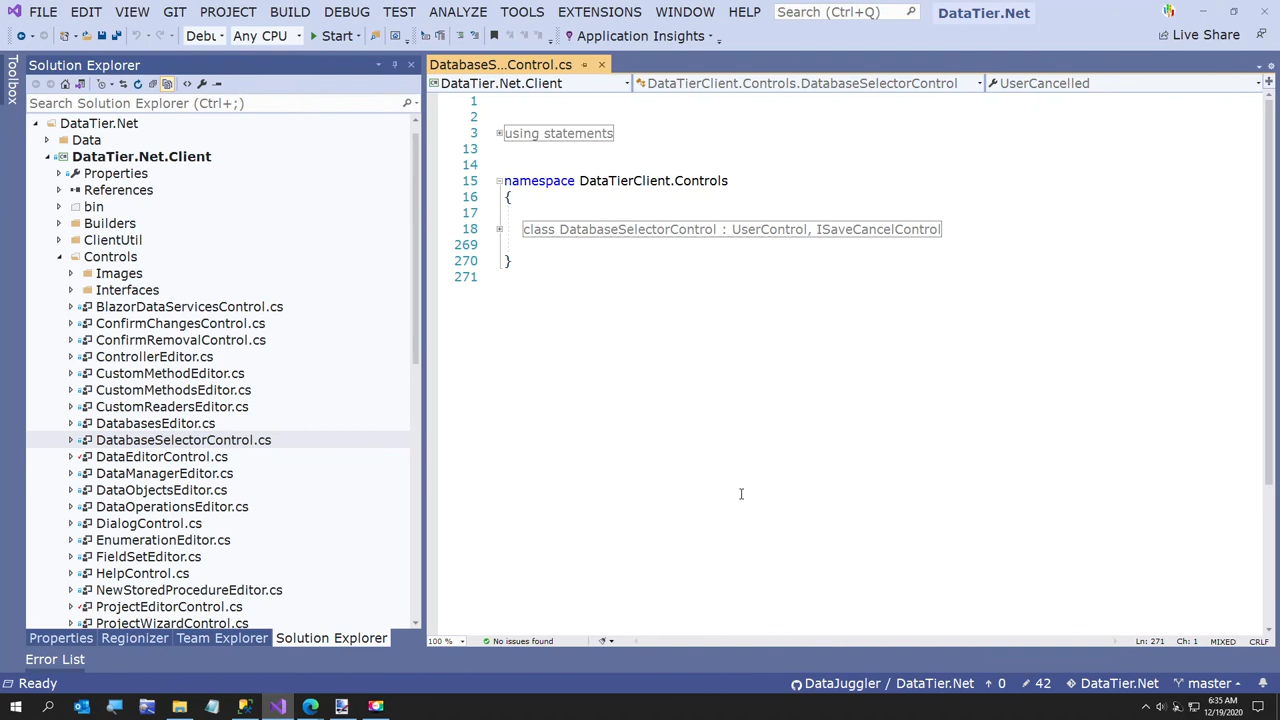 FILE EDIT VIEW GIT PROJECT BUILD DEBUG TEST ANALYZE TOOLS EXTENSIONS WINDOW HELP Search (Ctrl+Q) DataTier.Net
Debu Any CPU Start Application Insights Live Share
Toolbox
Solution Explorer
Search Solution Explorer (Ctrl+;)
DataTier.Net
Data
DataTier.Net.Client
Properties
References
bin
Builders
ClientUtil
Controls
Images
Interfaces
BlazorDataServicesControl.cs
ConfirmChangesControl.cs
ConfirmRemovalControl.cs
ControllerEditor.cs
CustomMethodEditor.cs
CustomMethodsEditor.cs
CustomReadersEditor.cs
DatabasesEditor.cs
DatabaseSelectorControl.cs
DataEditorControl.cs
DataManagerEditor.cs
DataObjectsEditor.cs
DataOperationsEditor.cs
DialogControl.cs
EnumerationEditor.cs
FieldSetEditor.cs
HelpControl.cs
NewStoredProcedureEditor.cs
ProjectEditorControl.cs
ProjectWizardControl.cs
Properties Regionizer Team Explorer Solution Explorer
DatabaseS...Control.cs
DataTier.Net.Client DataTierClient.Controls.DatabaseSelectorControl UserCancelled
1
2
3 using statements
13
14
15 namespace DataTierClient.Controls
16 {
17
18 class DatabaseSelectorControl : UserControl, ISaveCancelControl
269
270 }
271
100 % No issues found Ln: 271 Ch: 1 MIXED CRLF
Error List
Ready DataJuggler / DataTier.Net 0 42 DataTier.Net master
6:35 AM
12/19/2020